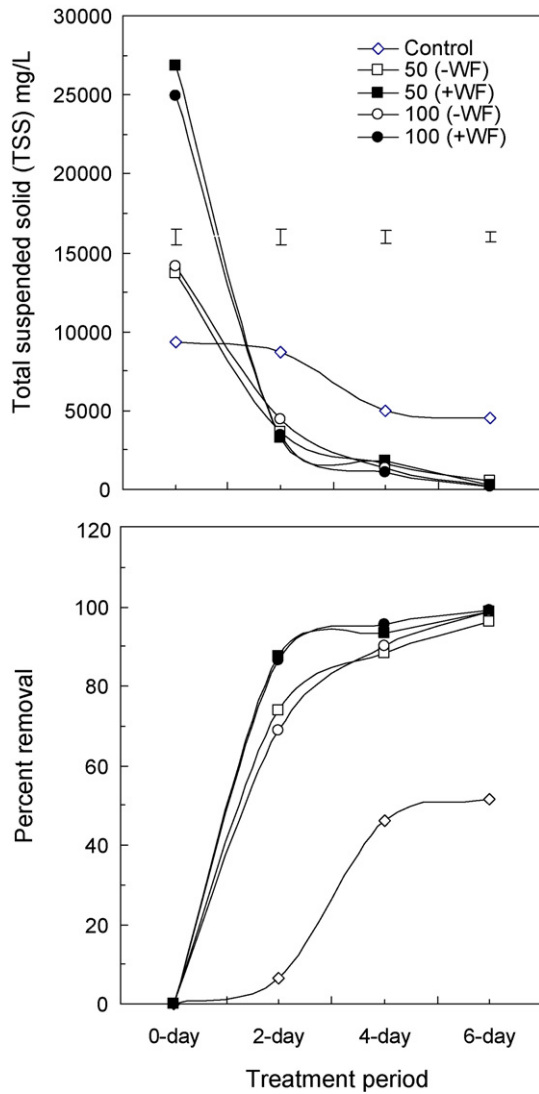 Total suspended solid (TSS) mg/L
30000
25000
20000
15000
10000
5000
0
Control
50 (-WF)
50 (+WF)
100 (-WF)
100 (+WF)
Percent removal
120
100
80
60
40
20
0
0-day 2-day 4-day 6-day
Treatment period